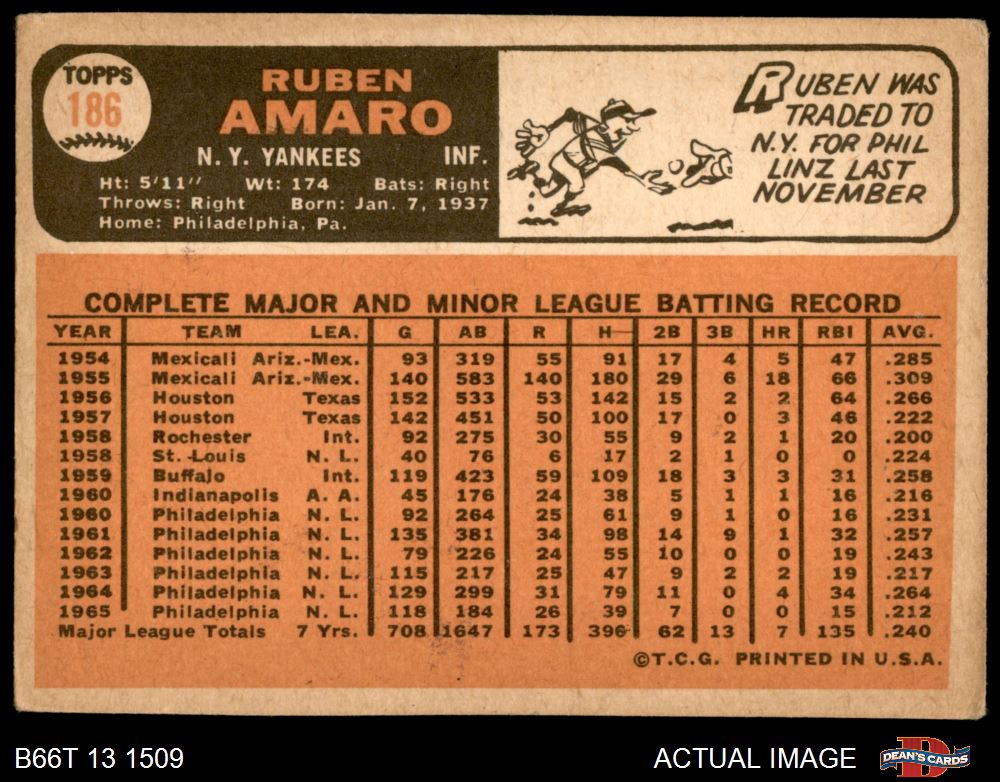 TOPPS
186
RUBEN
AMARO
N. Y. YANKEES INF.
Ht: 5'11" Wt: 174 Bats: Right
Throws: Right Born: Jan. 7, 1937
Home: Philadelphia, Pa.
RUBEN WAS
TRADED TO
N.Y. FOR PHIL
LINZ LAST
NOVEMBER
COMPLETE MAJOR AND MINOR LEAGUE BATTING RECORD
YEAR TEAM LEA. G AB R H 2B 3B HR RBI AVG.
1954 Mexicali Ariz.-Mex. 93 319 55 91 17 4 5 47 .285
1955 Mexicali Ariz.-Mex. 140 583 140 180 29 6 18 66 .309
1956 Houston Texas 152 533 53 142 15 2 2 64 .266
1957 Houston Texas 142 451 50 100 17 0 3 46 .222
1958 Rochester Int. 92 275 30 55 9 2 1 20 .200
1958 St. Louis N. L. 40 76 6 17 2 1 0 0 .224
1959 Buffalo Int. 119 423 59 109 18 3 3 31 .258
1960 Indianapolis A. A. 45 176 24 38 5 1 1 16 .216
1960 Philadelphia N. L. 92 264 25 61 9 1 0 16 .231
1961 Philadelphia N. L. 135 381 34 98 14 9 1 32 .257
1962 Philadelphia N. L. 79 226 24 55 10 0 0 19 .243
1963 Philadelphia N. L. 115 217 25 47 9 2 2 19 .217
1964 Philadelphia N. L. 129 299 31 79 11 0 4 34 .264
1965 Philadelphia N. L. 118 184 26 39 7 0 0 15 .212
Major League Totals 7 Yrs. 708 1647 173 396 62 13 7 135 .240
©T.C.G. PRINTED IN U.S.A.
B66T 13 1509 ACTUAL IMAGE DEAN'S CARDS